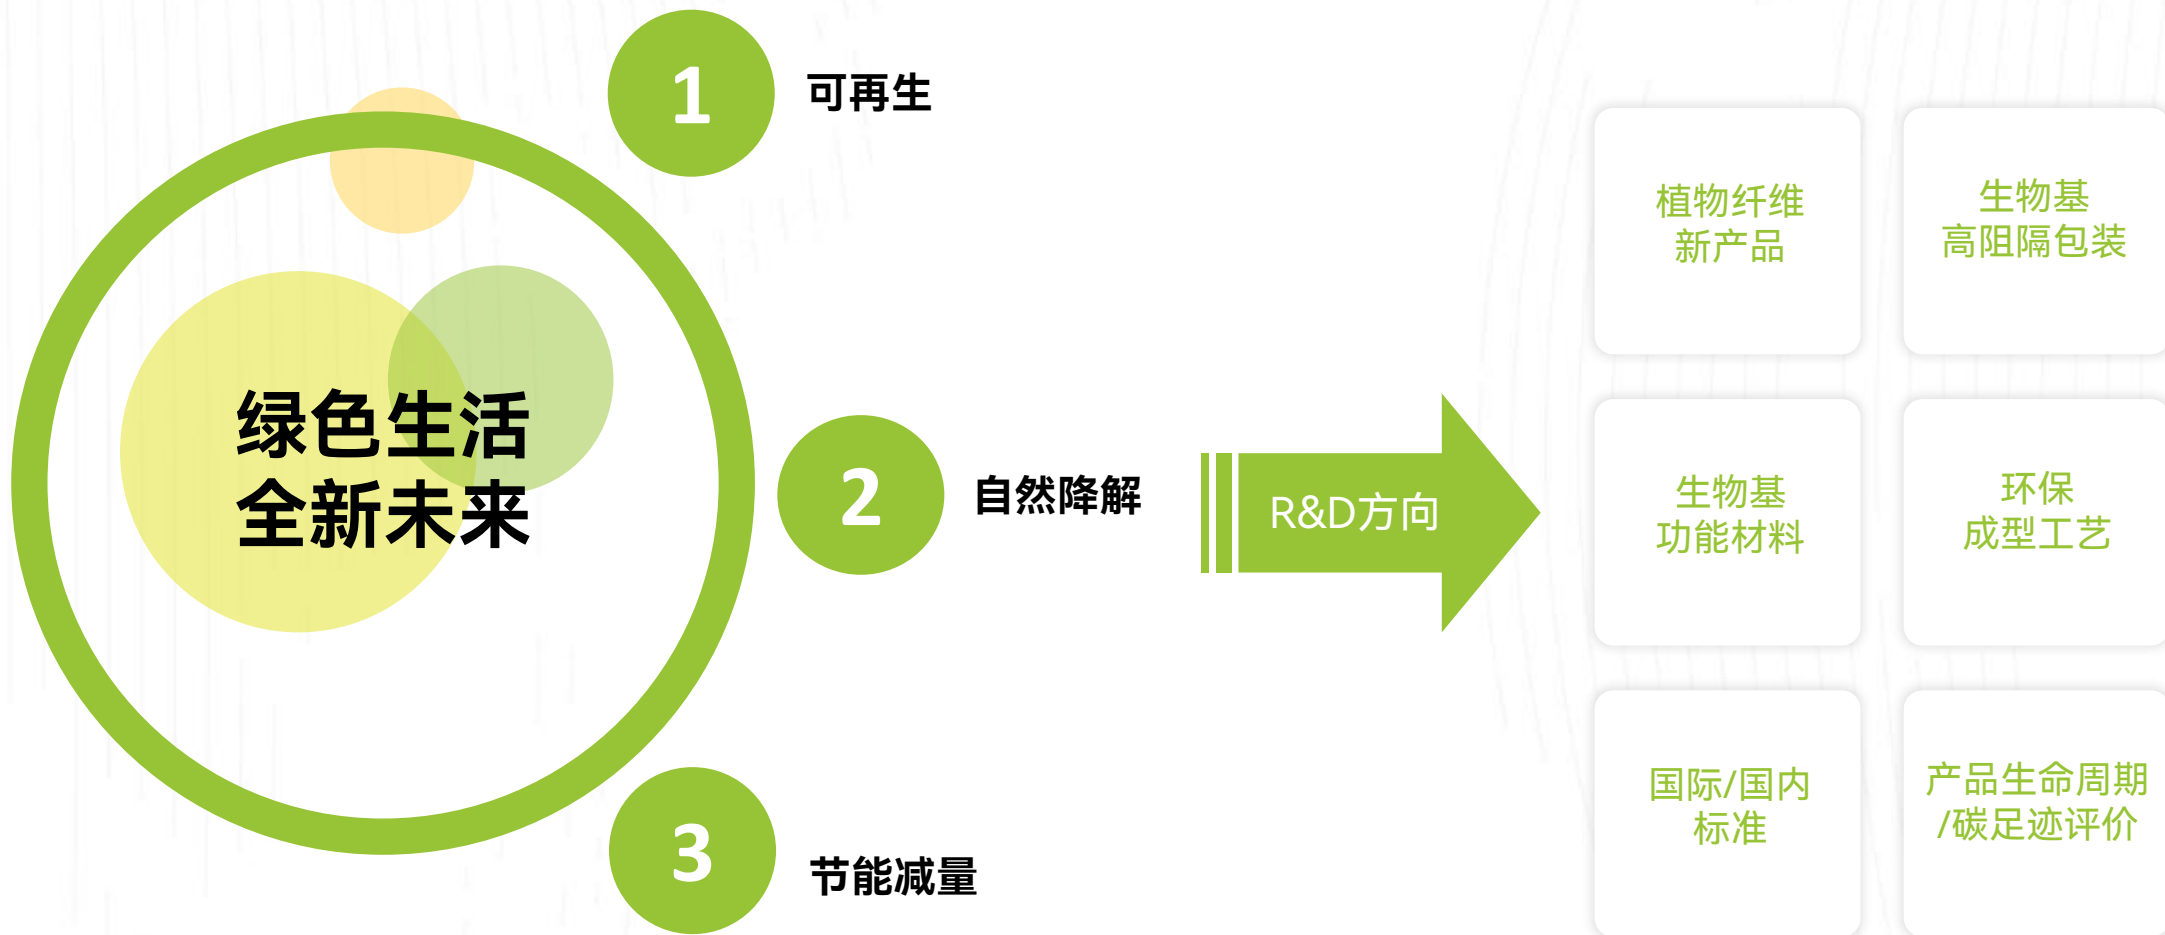 绿色生活
全新未来
1
可再生
2
自然降解
3
节能减量
R&D方向
植物纤维
新产品
生物基
高阻隔包装
生物基
功能材料
环保
成型工艺
国际/国内
标准
产品生命周期
/碳足迹评价